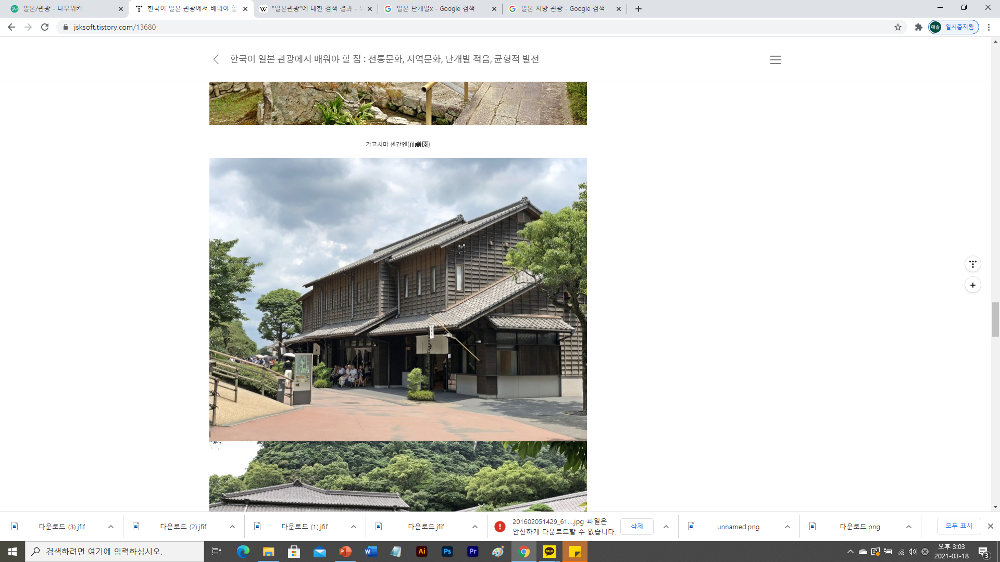 일본/관광 - 나무위키
한국이 일본 관광에서 배워야 할
"일본관광"에 대한 검색 결과 -
일본 난개발x - Google 검색
일본 지방 관광 - Google 검색
jsksoft.tistory.com/13680
예솔
일시중지됨
한국이 일본 관광에서 배워야 할 점 : 전통문화, 지역문화, 난개발 적음, 균형적 발전
가고시마 센간엔(仙巌園)
다운로드 (3).jfif
다운로드 (2).jfif
다운로드 (1).jfif
다운로드.jfif
201602051429_61....jpg 파일은
안전하게 다운로드할 수 없습니다.
삭제
unnamed.png
다운로드.png
모두 표시
검색하려면 여기에 입력하십시오.
Ai
Ps
Pr
TALK
오후 3:03
2021-03-18
3